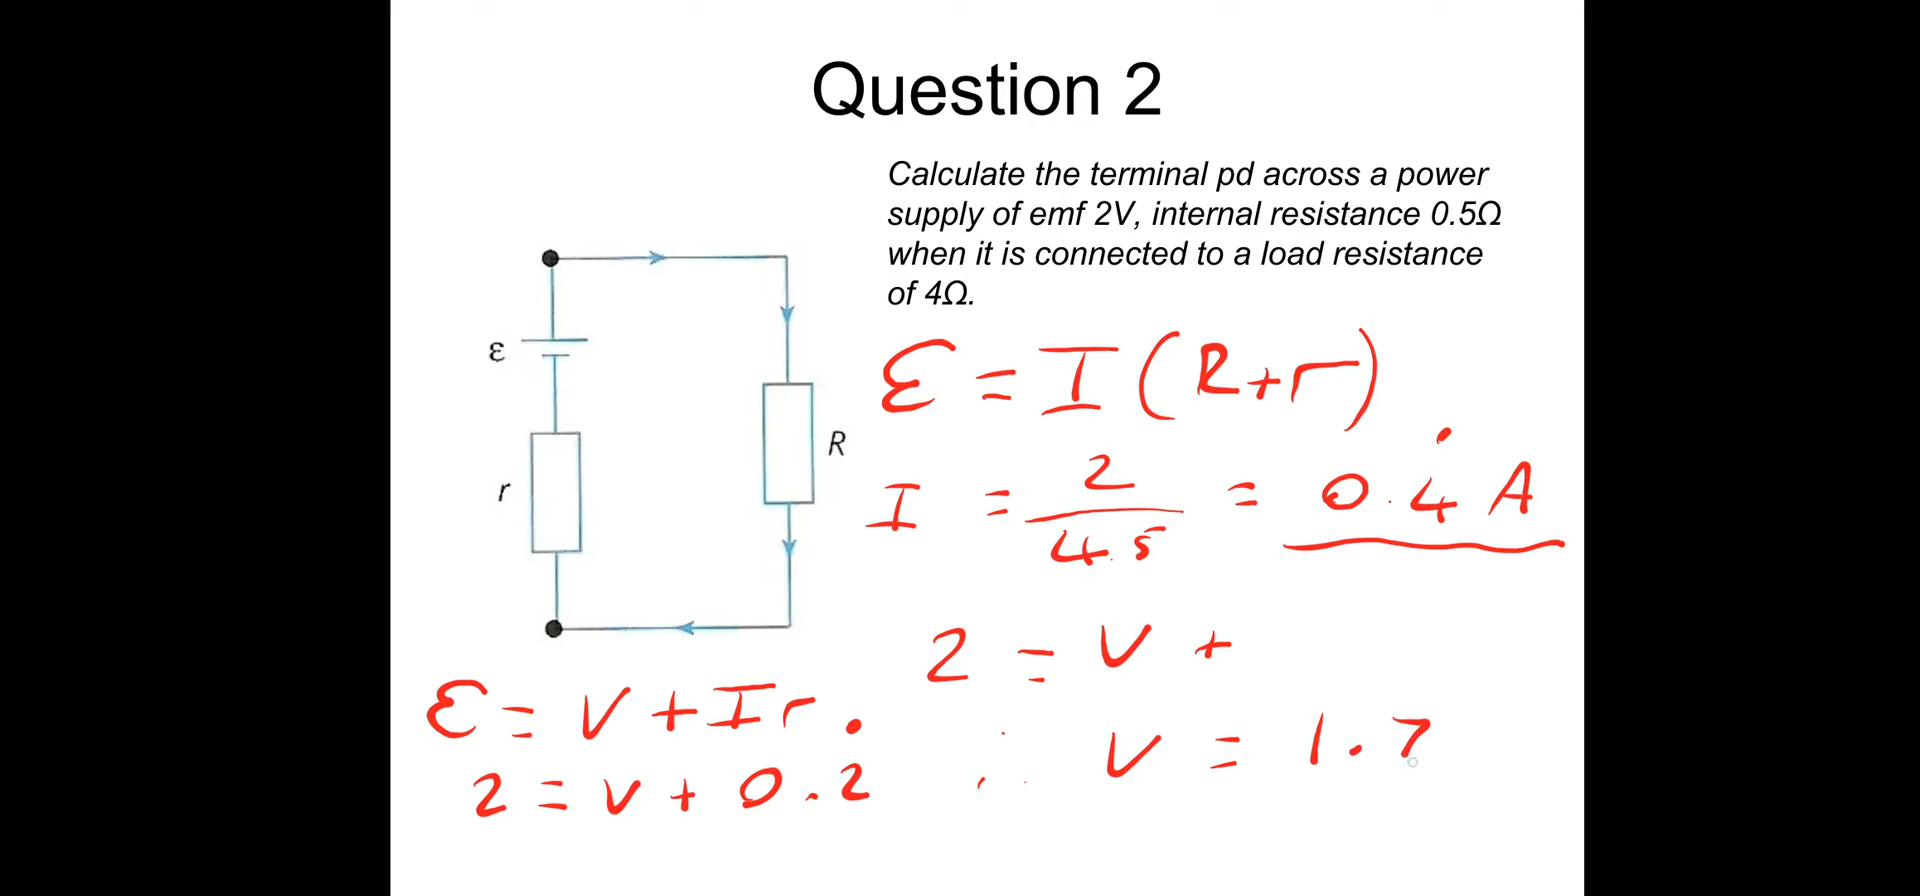 Question 2
Calculate the terminal pd across a power
supply of emf 2V, internal resistance 0.5Ω
when it is connected to a load resistance
of 4Ω.
ε
r
R
Ɛ = I (R+r)
I = 2/4.5 = 0.4̇ A
2 = V +
Ɛ = V + Ir
2 = V + 0.2̇
∴ V = 1.7